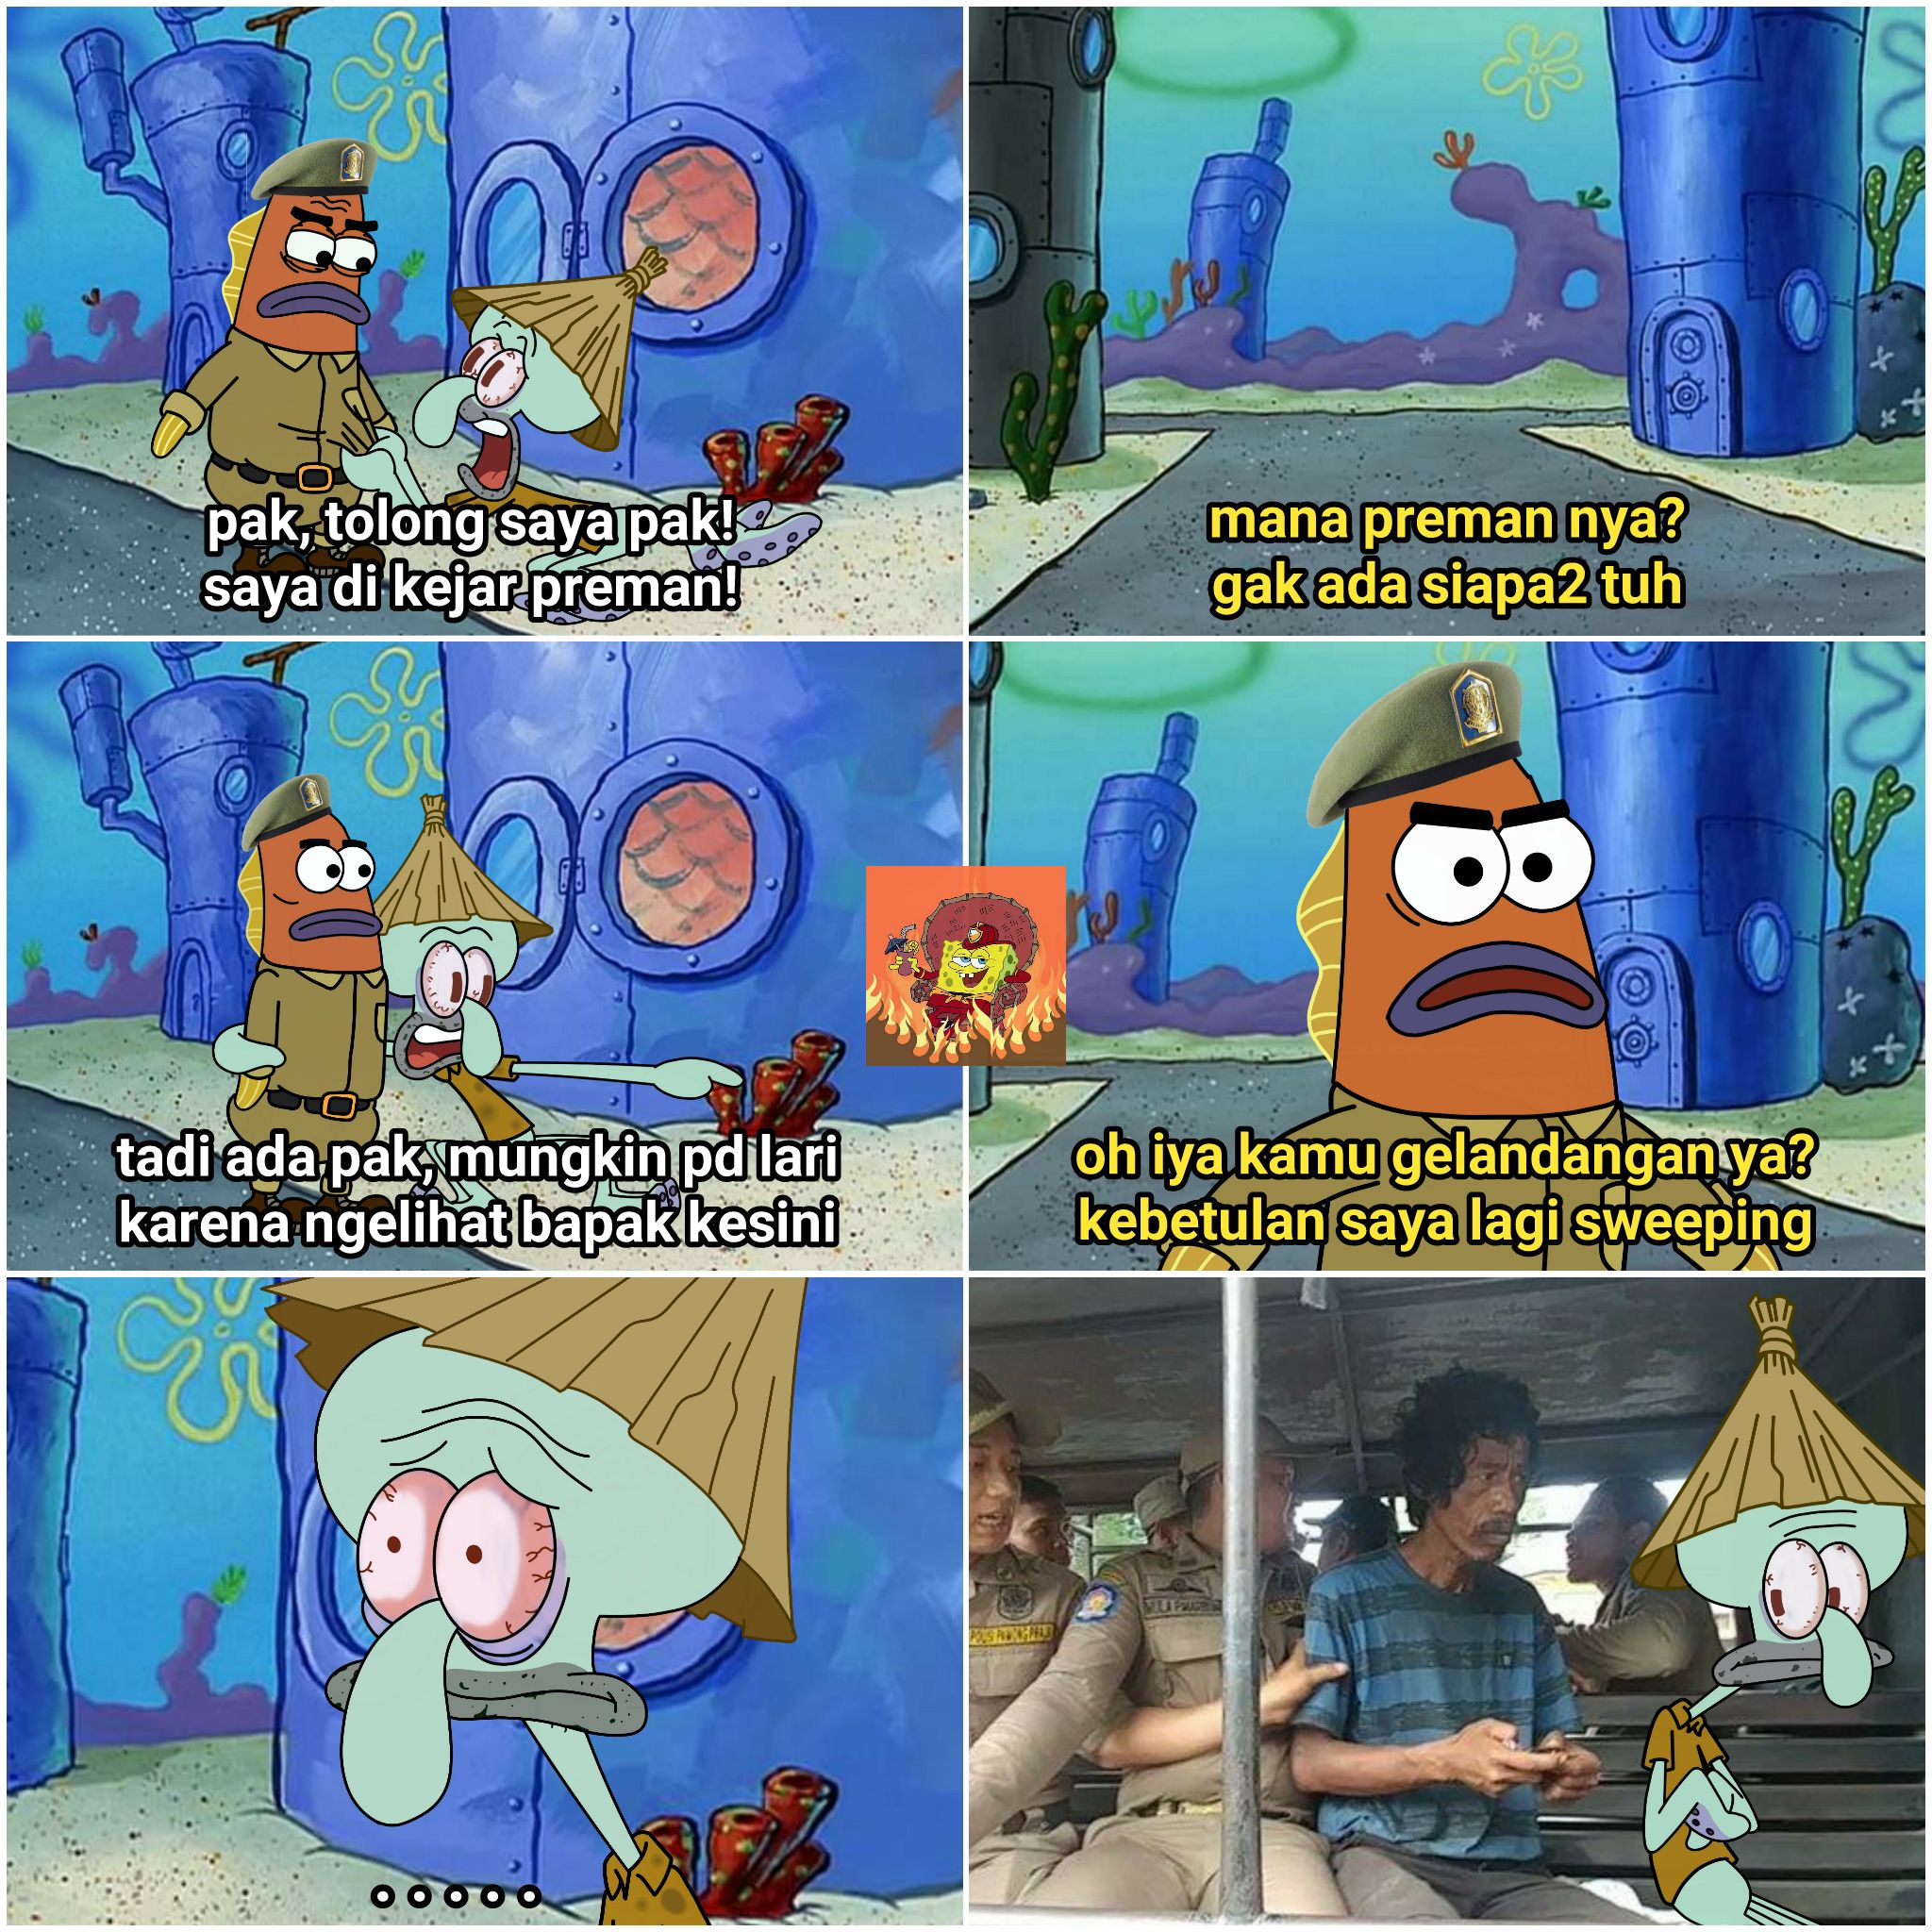 pak, tolong saya pak!
saya di kejar preman!
mana preman nya?
gak ada siapa2 tuh
tadi ada pak, mungkin pd lari
karena ngelihat bapak kesini
oh iya kamu gelandangan ya?
kebetulan saya lagi sweeping